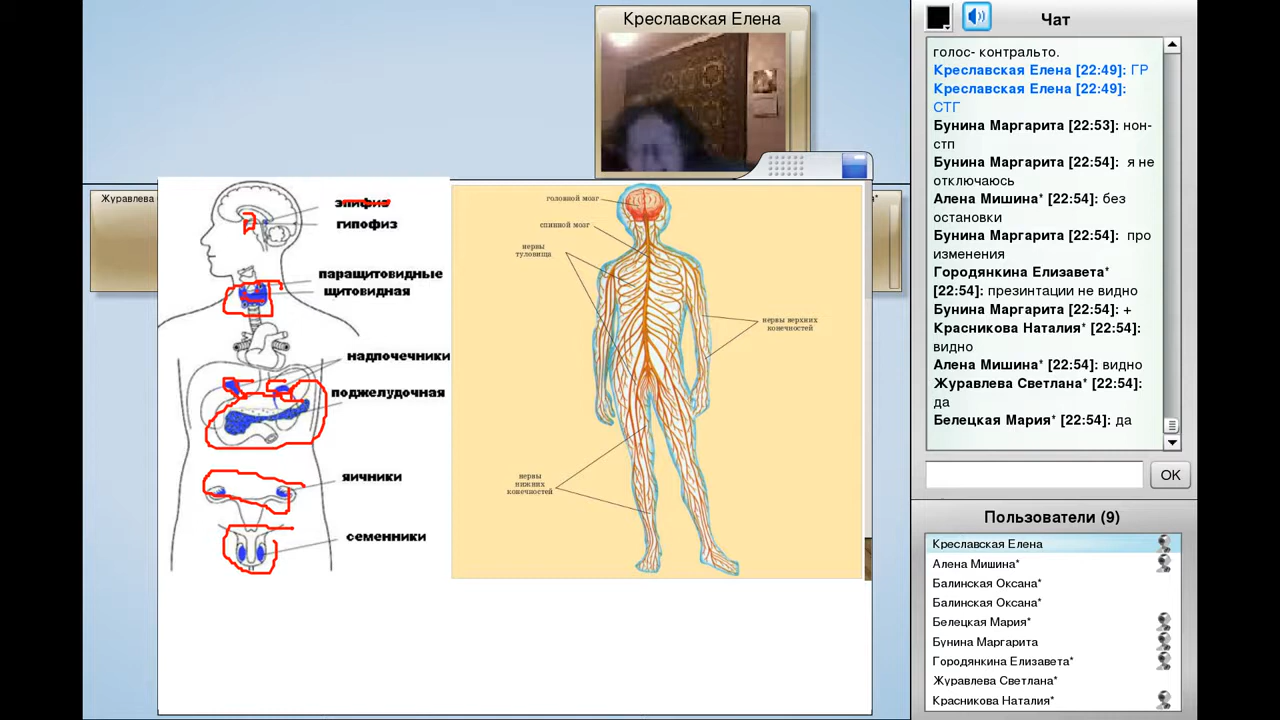 Креславская Елена
Журавлева
эпифиз
гипофиз
паращитовидные
щитовидная
надпочечники
поджелудочная
яичники
семенники
головной мозг
спинной мозг
нервы
туловища
нервы верхних
конечностей
нервы
нижних
конечностей
Чат
голос- контральто.
Креславская Елена [22:49]: ГР
Креславская Елена [22:49]:
СТГ
Бунина Маргарита [22:53]: нон-
стп
Бунина Маргарита [22:54]: я не
отключаюсь
Алена Мишина* [22:54]: без
остановки
Бунина Маргарита [22:54]: про
изменения
Городянкина Елизавета*
[22:54]: презинтации не видно
Бунина Маргарита [22:54]: +
Красникова Наталия* [22:54]:
видно
Алена Мишина* [22:54]: видно
Журавлева Светлана* [22:54]:
да
Белецкая Мария* [22:54]: да
OK
Пользователи (9)
Креславская Елена
Алена Мишина*
Балинская Оксана*
Балинская Оксана*
Белецкая Мария*
Бунина Маргарита
Городянкина Елизавета*
Журавлева Светлана*
Красникова Наталия*